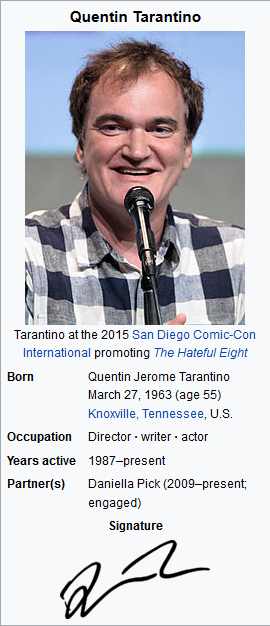 Quentin Tarantino
Tarantino at the 2015 San Diego Comic-Con
International promoting The Hateful Eight
Born Quentin Jerome Tarantino
March 27, 1963 (age 55)
Knoxville, Tennessee, U.S.
Occupation Director · writer · actor
Years active 1987–present
Partner(s) Daniella Pick (2009–present;
engaged)
Signature